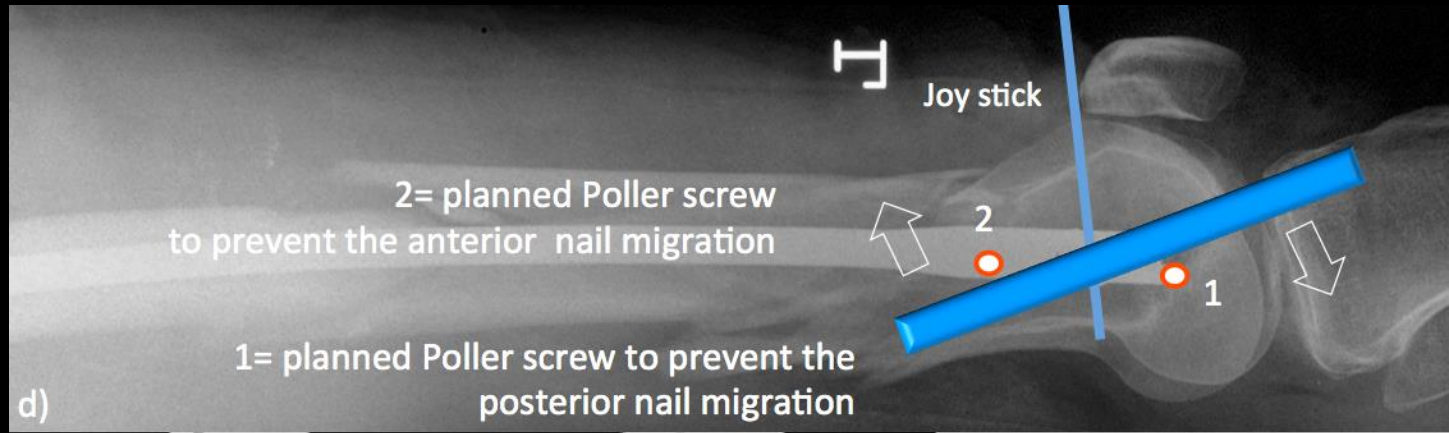 Joy stick
2= planned Poller screw
to prevent the anterior nail migration
2
1
1= planned Poller screw to prevent the
posterior nail migration
d)